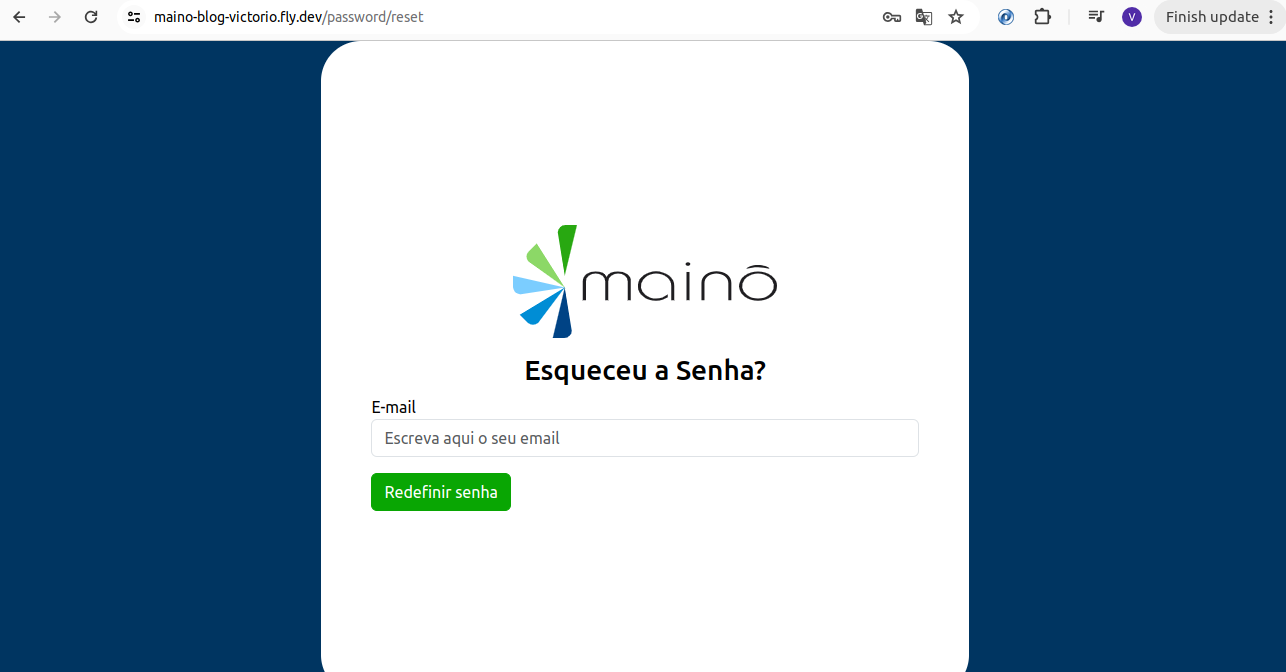 maino-blog-victorio.fly.dev/password/reset
V
Finish update
mainô
Esqueceu a Senha?
E-mail
Escreva aqui o seu email
Redefinir senha